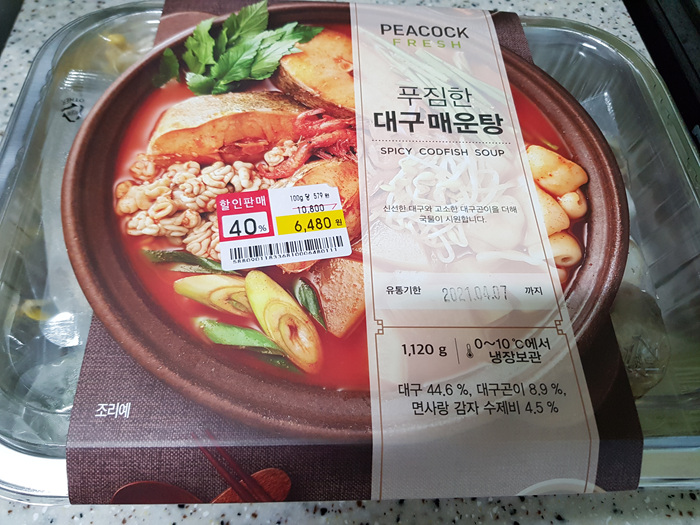 PEACOCK
FRESH
푸짐한
대구 매운탕
SPICY CODFISH SOUP
신선한 대구와 고소한 대구곤이를 더해
국물이 시원합니다.
할인판매
40%
100g 당 579 원
10,800
6,480 원
유통기한 2021.04.07 까지
1,120 g
0~10℃에서
냉장보관
대구 44.6 %, 대구곤이 8.9 %,
면사랑 감자 수제비 4.5 %
조리예